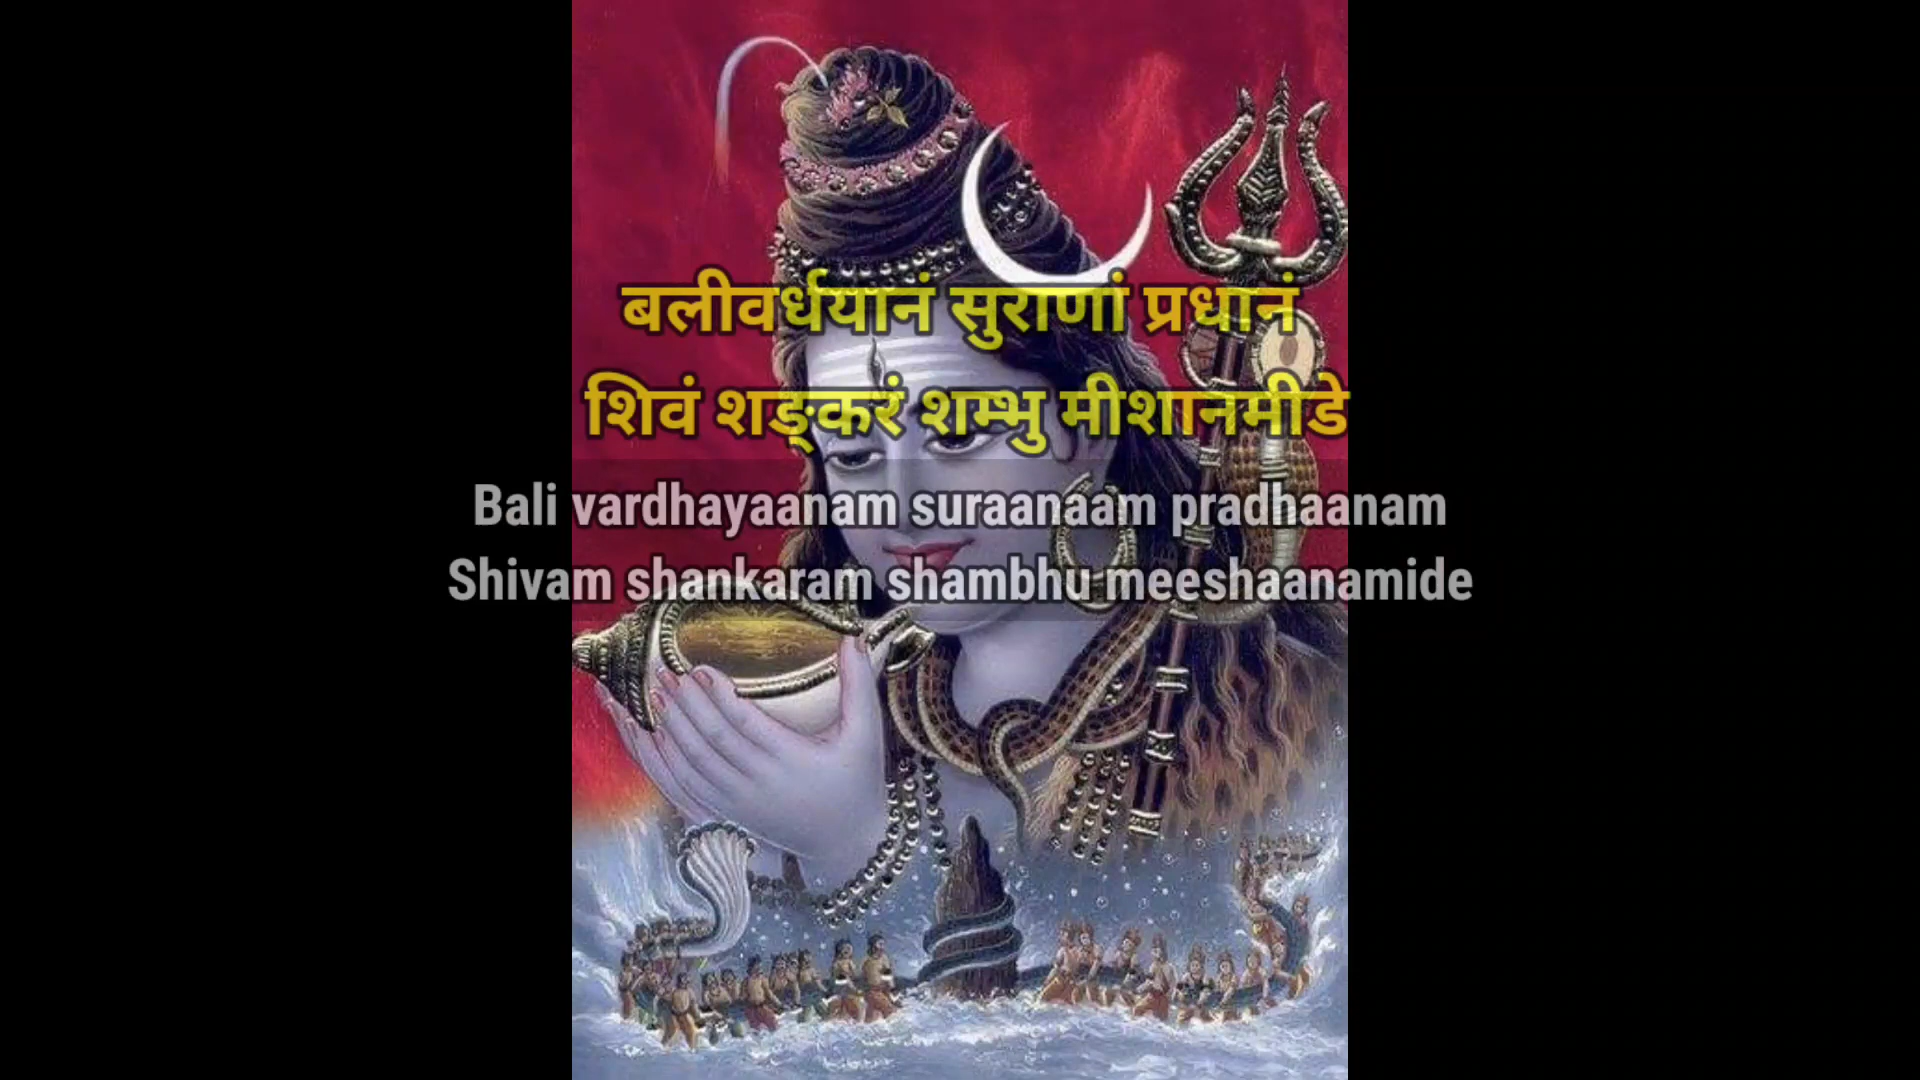 बलीवर्धयानं सुराणां प्रधानं
शिवं शङ्करं शम्भु मीशानमीडे
Bali vardhayaanam suraanaam pradhaanam
Shivam shankaram shambhu meeshaanamide